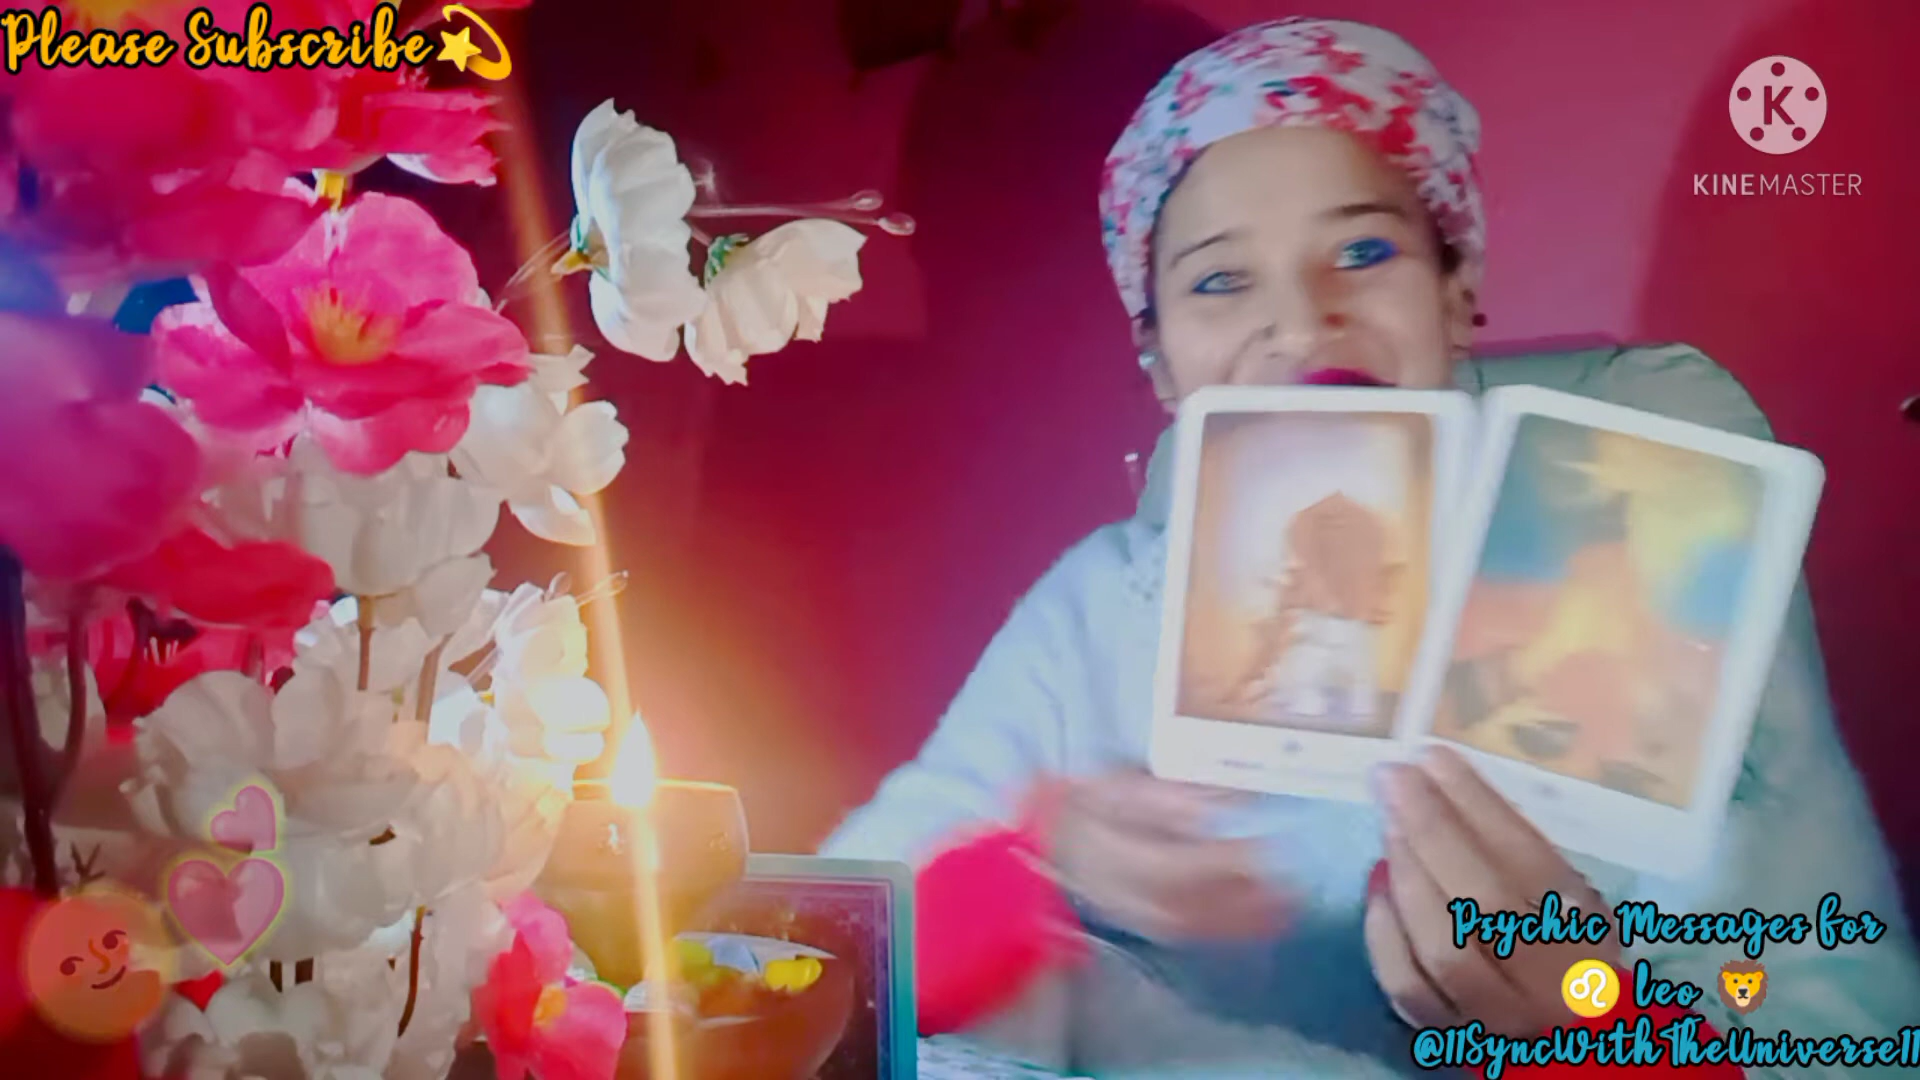 Please Subscribe💫
K
KINEMASTER
Psychic Messages for
♌ leo 🦁
@11SyncWithTheUniverse11